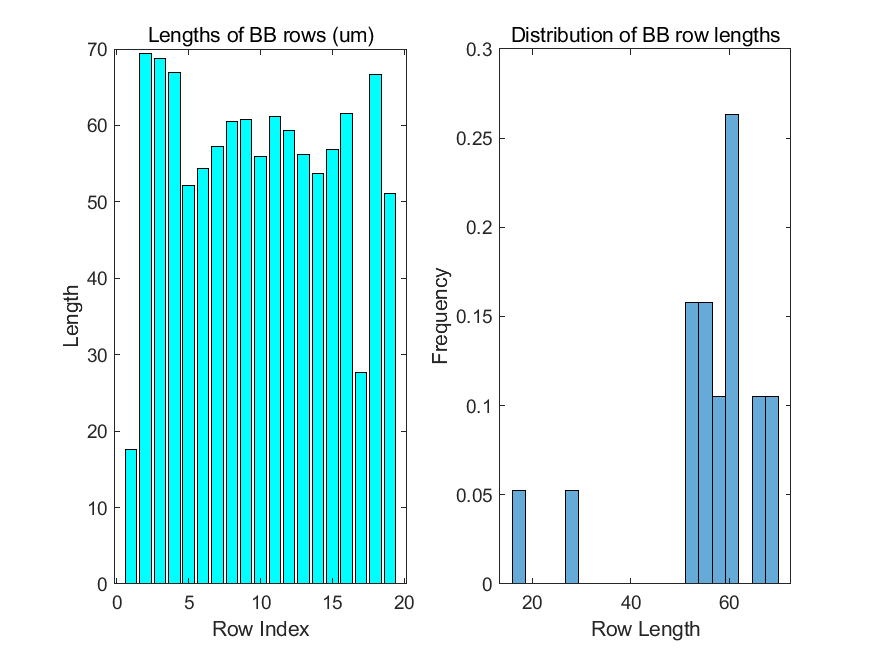 Lengths of BB rows (um)
70
60
50
40
30
20
10
0
Length
0 5 10 15 20
Row Index
Distribution of BB row lengths
0.3
0.25
0.2
0.15
0.1
0.05
0
Frequency
20 40 60
Row Length